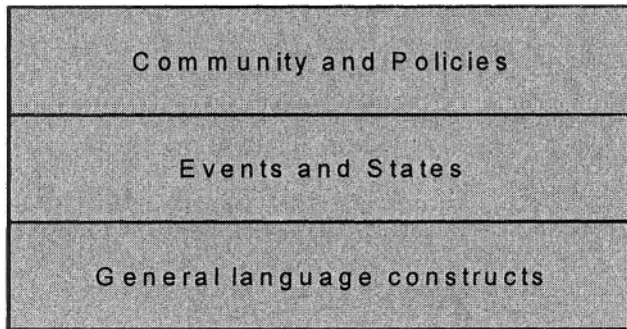 Community and Policies
Events and States
General language constructs